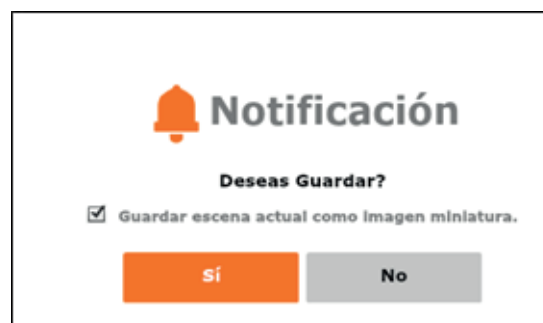 Notificación
Deseas Guardar?
Guardar escena actual como imagen miniatura.
Sí
No